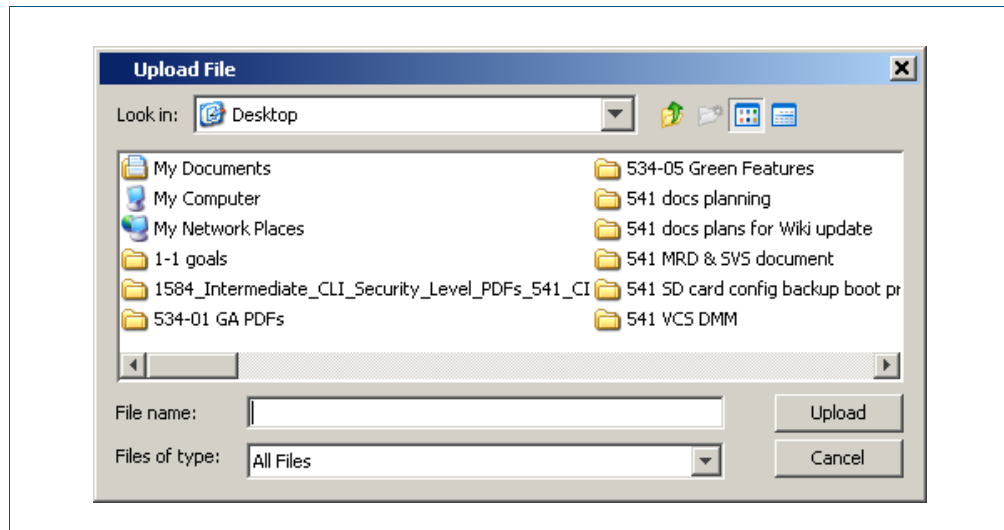 Upload File
Look in: Desktop
My Documents
My Computer
My Network Places
1-1 goals
1584_Intermediate_CLI_Security_Level_PDFs_541_CI
534-01 GA PDFs
534-05 Green Features
541 docs planning
541 docs plans for Wiki update
541 MRD & SVS document
541 SD card config backup boot pr
541 VCS DMM
File name:
Upload
Files of type: All Files
Cancel